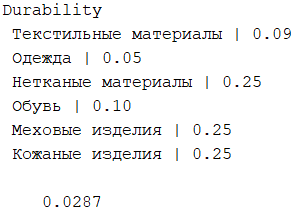 Durability
Текстильные материалы | 0.09
Одежда | 0.05
Нетканые материалы | 0.25
Обувь | 0.10
Меховые изделия | 0.25
Кожаные изделия | 0.25
0.0287